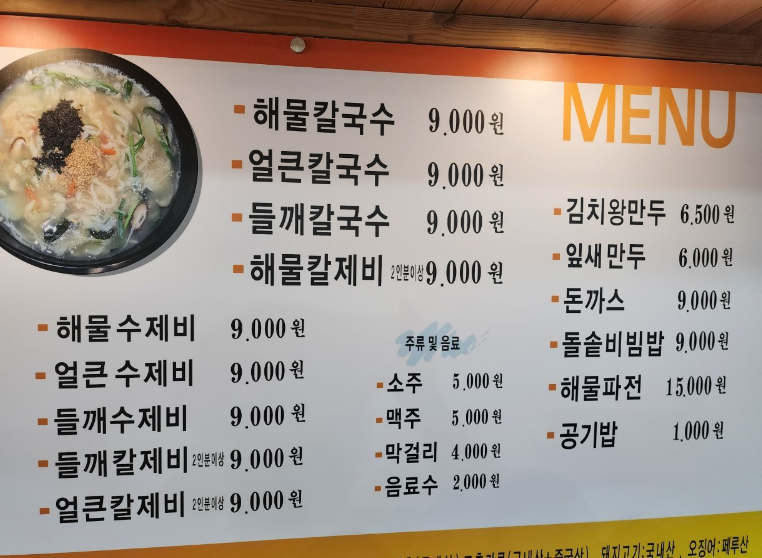 MENU
해물칼국수 9,000원
얼큰칼국수 9,000원
들깨칼국수 9,000원
해물칼제비 2인분이상 9,000원
해물수제비 9,000원
얼큰수제비 9,000원
들깨수제비 9,000원
들깨칼제비 2인분이상 9,000원
얼큰칼제비 2인분이상 9,000원
주류 및 음료
소주 5,000원
맥주 5,000원
막걸리 4,000원
음료수 2,000원
김치왕만두 6,500원
잎새만두 6,000원
돈까스 9,000원
돌솥비빔밥 9,000원
해물파전 15,000원
공기밥 1,000원
돼지고기:국내산, 오징어:페루산